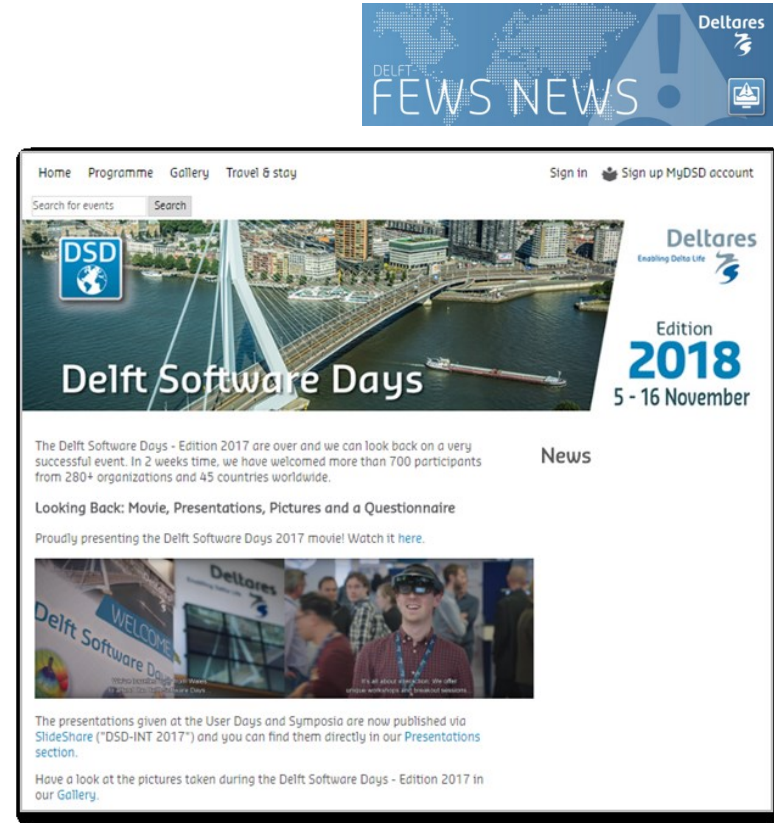 Deltares
DELFT-
FEWS NEWS
Home Programme Gallery Travel & stay Sign in Sign up MyDSD account
Search for events Search
DSD
Deltares
Enabling Delta Life
Edition
2018
5 - 16 November
Delft Software Days
The Delft Software Days - Edition 2017 are over and we can look back on a very
successful event. In 2 weeks time, we have welcomed more than 700 participants
from 280+ organizations and 45 countries worldwide.
News
Looking Back: Movie, Presentations, Pictures and a Questionnaire
Proudly presenting the Delft Software Days 2017 movie! Watch it here.
Deltares
Enabling Delta Life
WELCOME
Delft Software Days
It's all about interaction. We offer
unique workshops and breakout sessions
The presentations given at the User Days and Symposia are now published via
SlideShare ("DSD-INT 2017") and you can find them directly in our Presentations
section.
Have a look at the pictures taken during the Delft Software Days - Edition 2017 in
our Gallery.